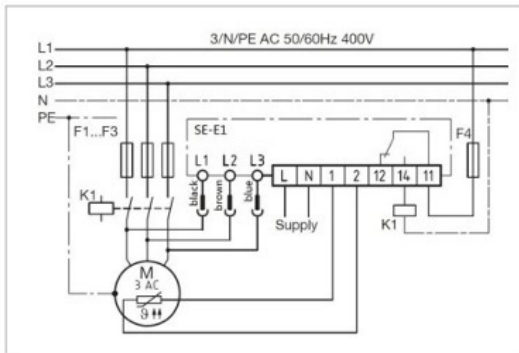 3/N/PE AC 50/60Hz 400V
L1
L2
L3
N
PE
F1...F3
SE-E1
F4
L1 L2 L3 L N 1 2 12 14 11
black
brown
blue
K1
Supply
K1
M
3 AC
ϑ